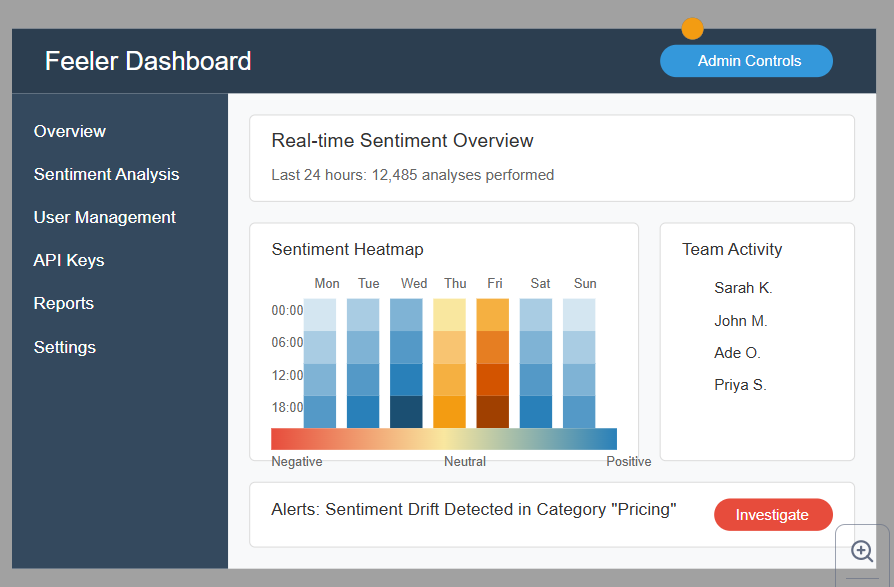 Feeler Dashboard
Admin Controls
Overview
Sentiment Analysis
User Management
API Keys
Reports
Settings
Real-time Sentiment Overview
Last 24 hours: 12,485 analyses performed
Sentiment Heatmap
Mon Tue Wed Thu Fri Sat Sun
00:00
06:00
12:00
18:00
Negative Neutral Positive
Team Activity
Sarah K.
John M.
Ade O.
Priya S.
Alerts: Sentiment Drift Detected in Category "Pricing"
Investigate